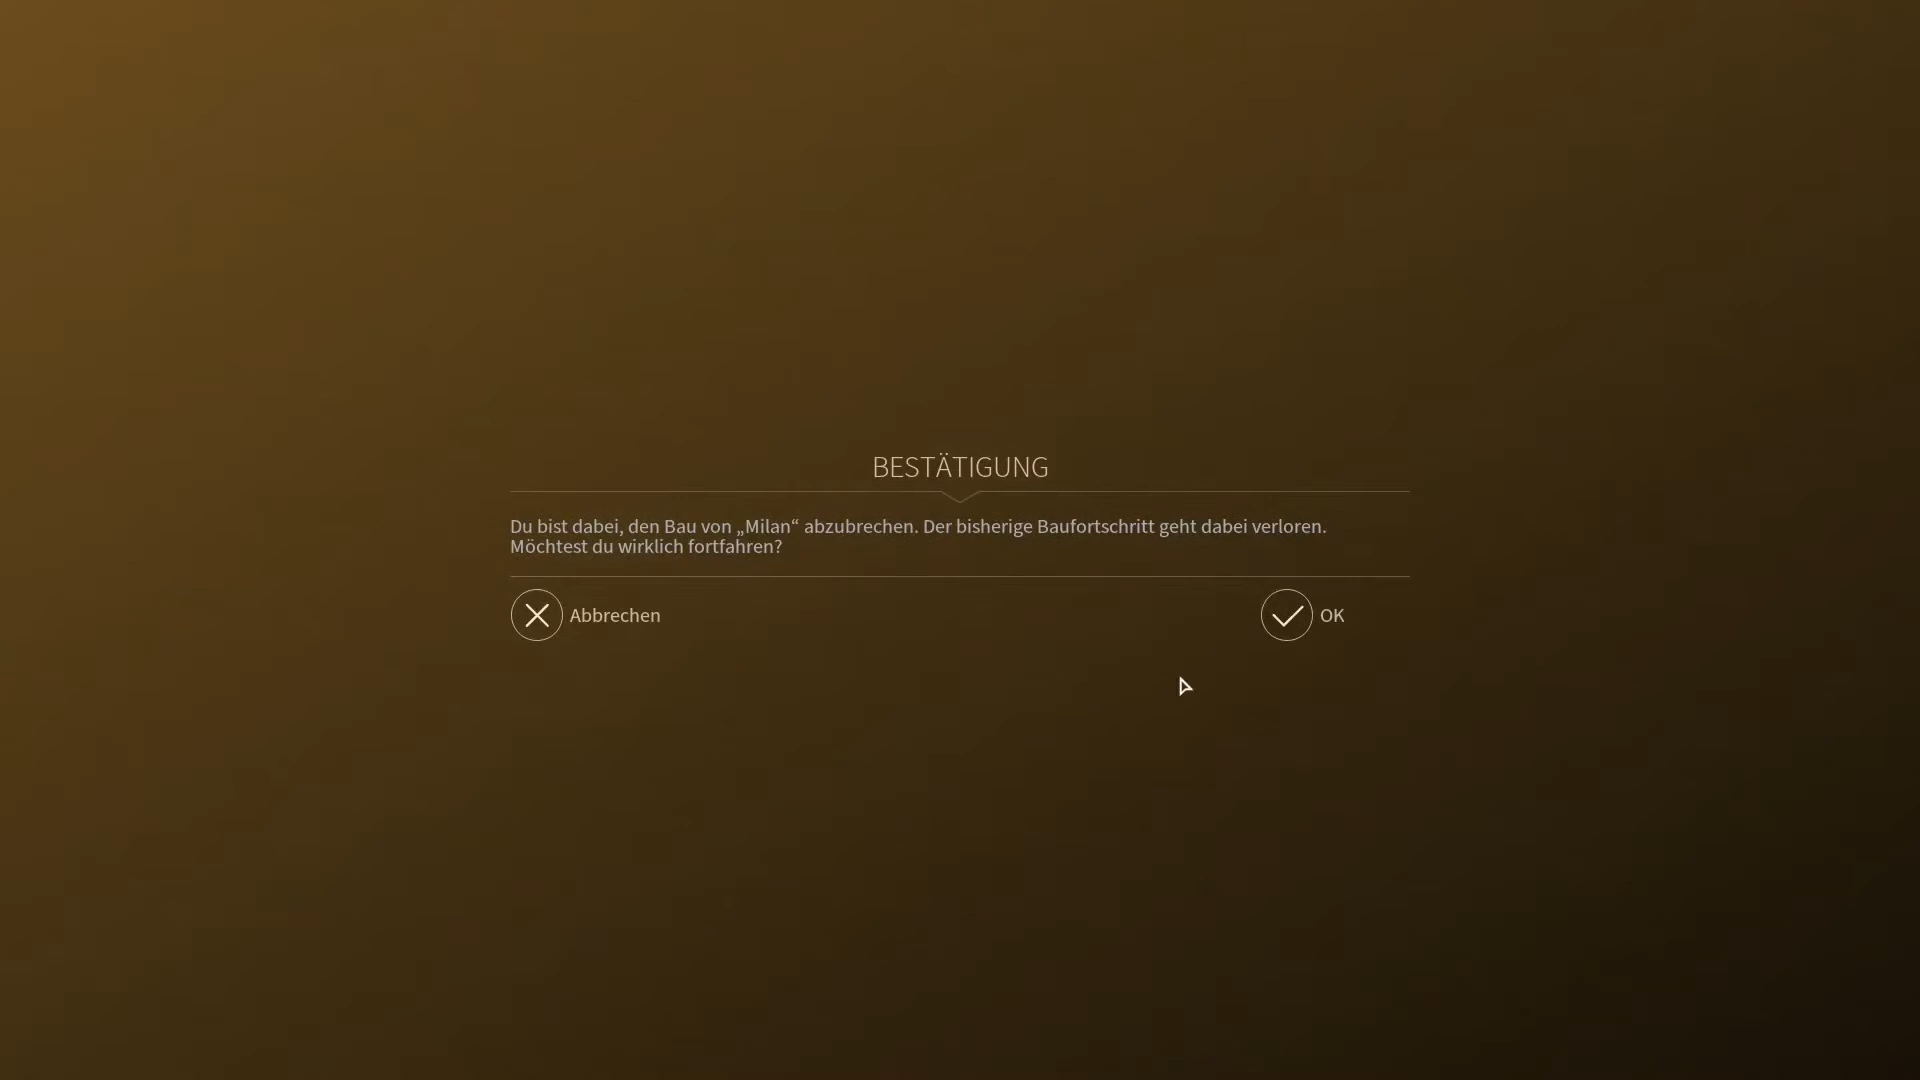 BESTÄTIGUNG
Du bist dabei, den Bau von „Milan“ abzubrechen. Der bisherige Baufortschritt geht dabei verloren.
Möchtest du wirklich fortfahren?
Abbrechen
OK